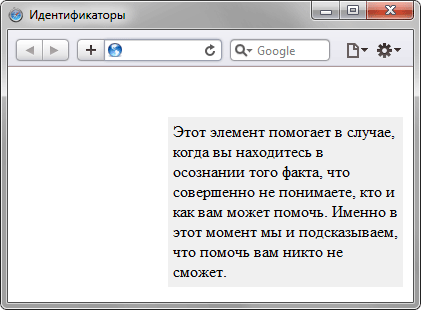 Идентификаторы
Google
Этот элемент помогает в случае,
когда вы находитесь в
осознании того факта, что
совершенно не понимаете, кто и
как вам может помочь. Именно в
этот момент мы и подсказываем,
что помочь вам никто не
сможет.